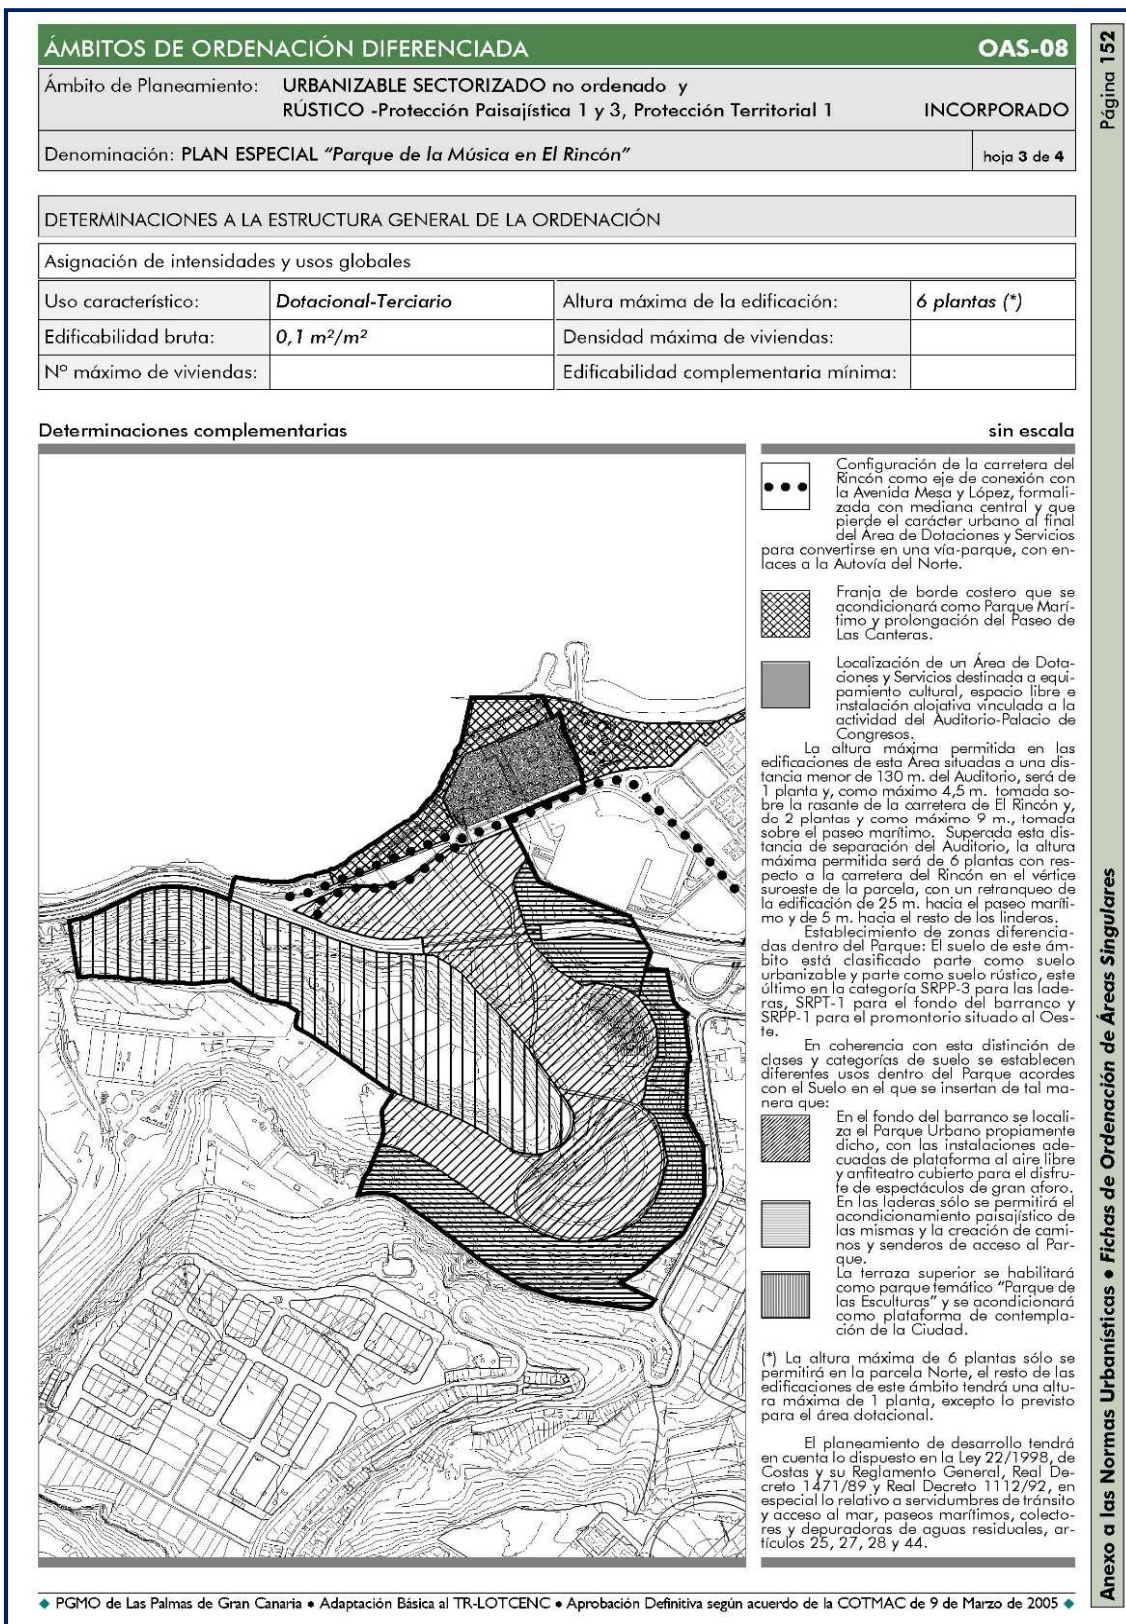 ÁMBITOS DE ORDENACIÓN DIFERENCIADA OAS-08
Ámbito de Planeamiento: URBANIZABLE SECTORIZADO no ordenado y
RÚSTICO -Protección Paisajística 1 y 3, Protección Territorial 1 INCORPORADO
Denominación: PLAN ESPECIAL "Parque de la Música en El Rincón" hoja 3 de 4
DETERMINACIONES A LA ESTRUCTURA GENERAL DE LA ORDENACIÓN
Asignación de intensidades y usos globales
Uso característico: Dotacional-Terciario Altura máxima de la edificación: 6 plantas (*)
Edificabilidad bruta: 0,1 m²/m² Densidad máxima de viviendas:
Nº máximo de viviendas: Edificabilidad complementaria mínima:
Determinaciones complementarias sin escala
Configuración de la carretera del
Rincón como eje de conexión con
la Avenida Mesa y López, formali-
zada con mediana central y que
pierde el carácter urbano al final
del Área de Dotaciones y Servicios
para convertirse en una vía-parque, con en-
laces a la Autovía del Norte.
Franja de borde costero que se
acondicionará como Parque Marí-
timo y prolongación del Paseo de
Las Canteras.
Localización de un Área de Dota-
ciones y Servicios destinada a equi-
pamiento cultural, espacio libre e
instalación alojativa vinculada a la
actividad del Auditorio-Palacio de
Congresos.
La altura máxima permitida en las
edificaciones de esta Área situadas a una dis-
tancia menor de 130 m. del Auditorio, será de
1 planta y, como máximo 4,5 m. tomada so-
bre la rasante de la carretera de El Rincón y,
de 2 plantas y como máximo 9 m., tomada
sobre el paseo marítimo. Superada esta dis-
tancia de separación del Auditorio, la altura
máxima permitida será de 6 plantas con res-
pecto a la carretera del Rincón en el vértice
suroeste de la parcela, con un retranqueo de
la edificación de 25 m. hacia el paseo maríti-
mo y de 5 m. hacia el resto de los linderos.
Establecimiento de zonas diferencia-
das dentro del Parque: El suelo de este ám-
bito está clasificado parte como suelo
urbanizable y parte como suelo rústico, este
último en la categoría SRPP-3 para las lade-
ras, SRPT-1 para el fondo del barranco y
SRPP-1 para el promontorio situado al Oes-
te.
En coherencia con esta distinción de
clases y categorías de suelo se establecen
diferentes usos dentro del Parque acordes
con el Suelo en el que se insertan de tal ma-
nera que:
En el fondo del barranco se locali-
za el Parque Urbano propiamente
dicho, con las instalaciones ade-
cuadas de plataforma al aire libre
y anfiteatro cubierto para el disfru-
te de espectáculos de gran aforo.
En las laderas sólo se permitirá el
acondicionamiento paisajístico de
las mismas y la creación de cami-
nos y senderos de acceso al Par-
que.
La terraza superior se habilitará
como parque temático "Parque de
las Esculturas" y se acondicionará
como plataforma de contempla-
ción de la Ciudad.
(*) La altura máxima de 6 plantas sólo se
permitirá en la parcela Norte, el resto de las
edificaciones de este ámbito tendrá una altu-
ra máxima de 1 planta, excepto lo previsto
para el área dotacional.
El planeamiento de desarrollo tendrá
en cuenta lo dispuesto en la Ley 22/1998, de
Costas y su Reglamento General, Real De-
creto 1471/89 y Real Decreto 1112/92, en
especial lo relativo a servidumbres de tránsito
y acceso al mar, paseos marítimos, colecto-
res y depuradoras de aguas residuales, ar-
tículos 25, 27, 28 y 44.
◆ PGMO de Las Palmas de Gran Canaria • Adaptación Básica al TR-LOTCENC • Aprobación Definitiva según acuerdo de la COTMAC de 9 de Marzo de 2005 ◆
Anexo a las Normas Urbanísticas • Fichas de Ordenación de Áreas Singulares Página 152